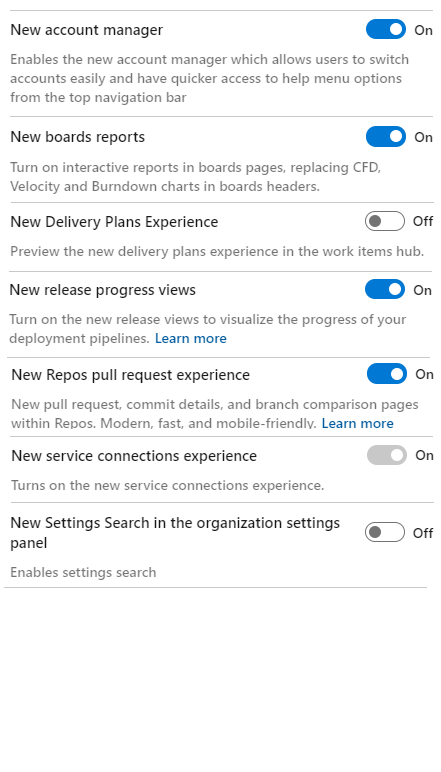 New account manager On
Enables the new account manager which allows users to switch
accounts easily and have quicker access to help menu options
from the top navigation bar
New boards reports On
Turn on interactive reports in boards pages, replacing CFD,
Velocity and Burndown charts in boards headers.
New Delivery Plans Experience Off
Preview the new delivery plans experience in the work items hub.
New release progress views On
Turn on the new release views to visualize the progress of your
deployment pipelines. Learn more
New Repos pull request experience On
New pull request, commit details, and branch comparison pages
within Repos. Modern, fast, and mobile-friendly. Learn more
New service connections experience On
Turns on the new service connections experience.
New Settings Search in the organization settings
panel Off
Enables settings search